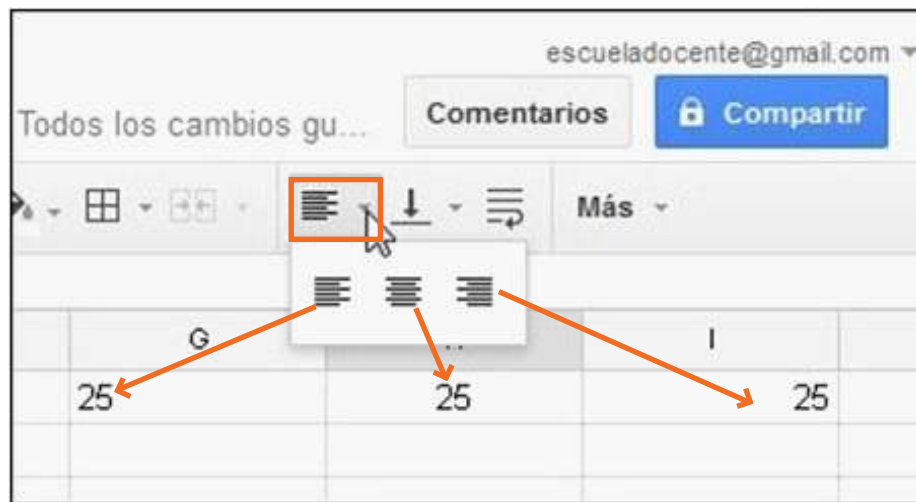 escueladocente@gmail.com
Todos los cambios gu... Comentarios Compartir
Más
G I
25 25 25